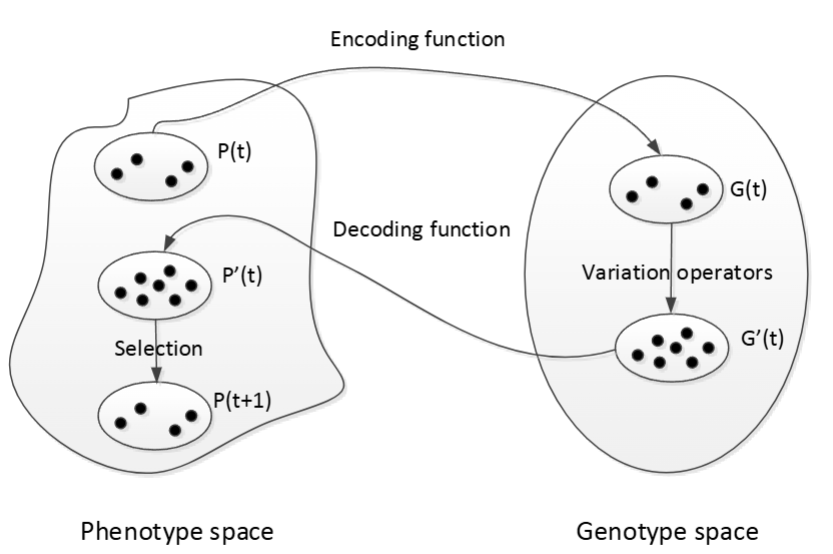 Encoding function
P(t)
G(t)
Decoding function
P’(t)
Variation operators
G’(t)
Selection
P(t+1)
Phenotype space
Genotype space